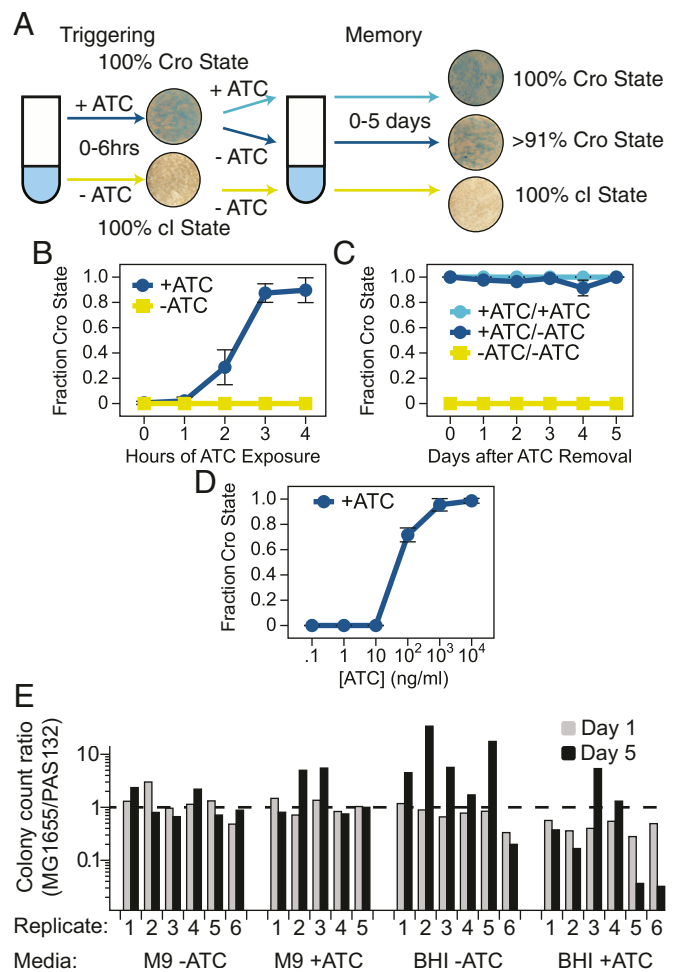 A
Triggering
Memory
100% Cro State
+ ATC
0-6hrs
- ATC
100% cI State
+ ATC
- ATC
- ATC
0-5 days
100% Cro State
>91% Cro State
100% cI State
B
Fraction Cro State
1.0
0.8
0.6
0.4
0.2
0
+ATC
-ATC
0 1 2 3 4
Hours of ATC Exposure
C
Fraction Cro State
1.0
0.8
0.6
0.4
0.2
0
+ATC/+ATC
+ATC/-ATC
-ATC/-ATC
0 1 2 3 4 5
Days after ATC Removal
D
Fraction Cro State
1.0
0.8
0.6
0.4
0.2
0
+ATC
.1 1 10 10² 10³ 10⁴
[ATC] (ng/ml)
E
Colony count ratio
(MG1655/PAS132)
10
1
0.1
Day 1
Day 5
Replicate: 1 2 3 4 5 6 1 2 3 4 5 1 2 3 4 5 6 1 2 3 4 5 6
Media: M9 -ATC M9 +ATC BHI -ATC BHI +ATC